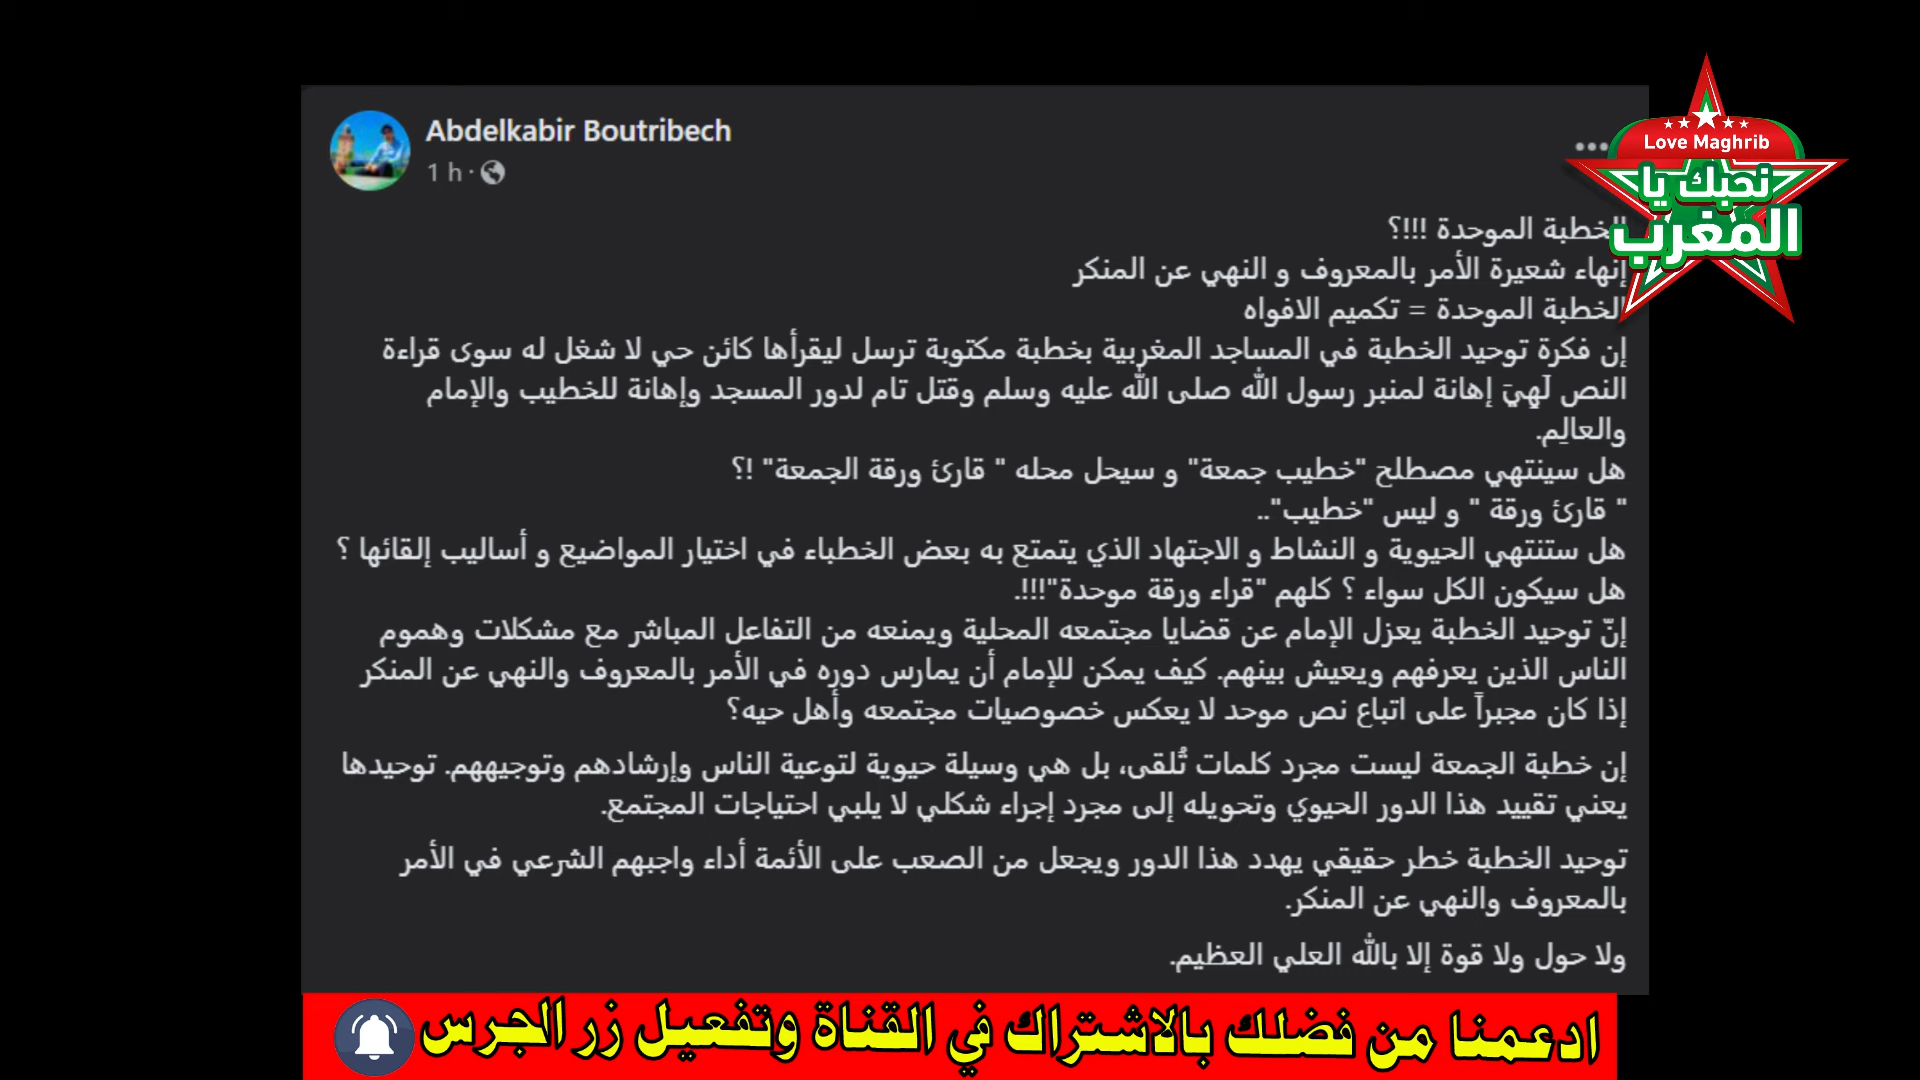 Abdelkabir Boutribech
1 h ·
Love Maghrib
نحبك يا
المغرب
الخطبة الموحدة !!!؟
إنهاء شعيرة الأمر بالمعروف و النهي عن المنكر
الخطبة الموحدة = تكميم الافواه
إن فكرة توحيد الخطبة في المساجد المغربية بخطبة مكتوبة ترسل ليقرأها كائن حي لا شغل له سوى قراءة
النص لَهِيَ إهانة لمنبر رسول الله صلى الله عليه وسلم وقتل تام لدور المسجد وإهانة للخطيب والإمام
والعالِم.
هل سينتهي مصطلح "خطيب جمعة" و سيحل محله " قارئ ورقة الجمعة" !؟
" قارئ ورقة " و ليس "خطيب"..
هل ستنتهي الحيوية و النشاط و الاجتهاد الذي يتمتع به بعض الخطباء في اختيار المواضيع و أساليب إلقائها ؟
هل سيكون الكل سواء ؟ كلهم "قراء ورقة موحدة"!!!.
إنّ توحيد الخطبة يعزل الإمام عن قضايا مجتمعه المحلية ويمنعه من التفاعل المباشر مع مشكلات وهموم
الناس الذين يعرفهم ويعيش بينهم. كيف يمكن للإمام أن يمارس دوره في الأمر بالمعروف والنهي عن المنكر
إذا كان مجبراً على اتباع نص موحد لا يعكس خصوصيات مجتمعه وأهل حيه؟
إن خطبة الجمعة ليست مجرد كلمات تُلقى، بل هي وسيلة حيوية لتوعية الناس وإرشادهم وتوجيههم. توحيدها
يعني تقييد هذا الدور الحيوي وتحويله إلى مجرد إجراء شكلي لا يلبي احتياجات المجتمع.
توحيد الخطبة خطر حقيقي يهدد هذا الدور ويجعل من الصعب على الأئمة أداء واجبهم الشرعي في الأمر
بالمعروف والنهي عن المنكر.
ولا حول ولا قوة إلا بالله العلي العظيم.
ادعمنا من فضلك بالاشتراك في القناة وتفعيل زر الجرس